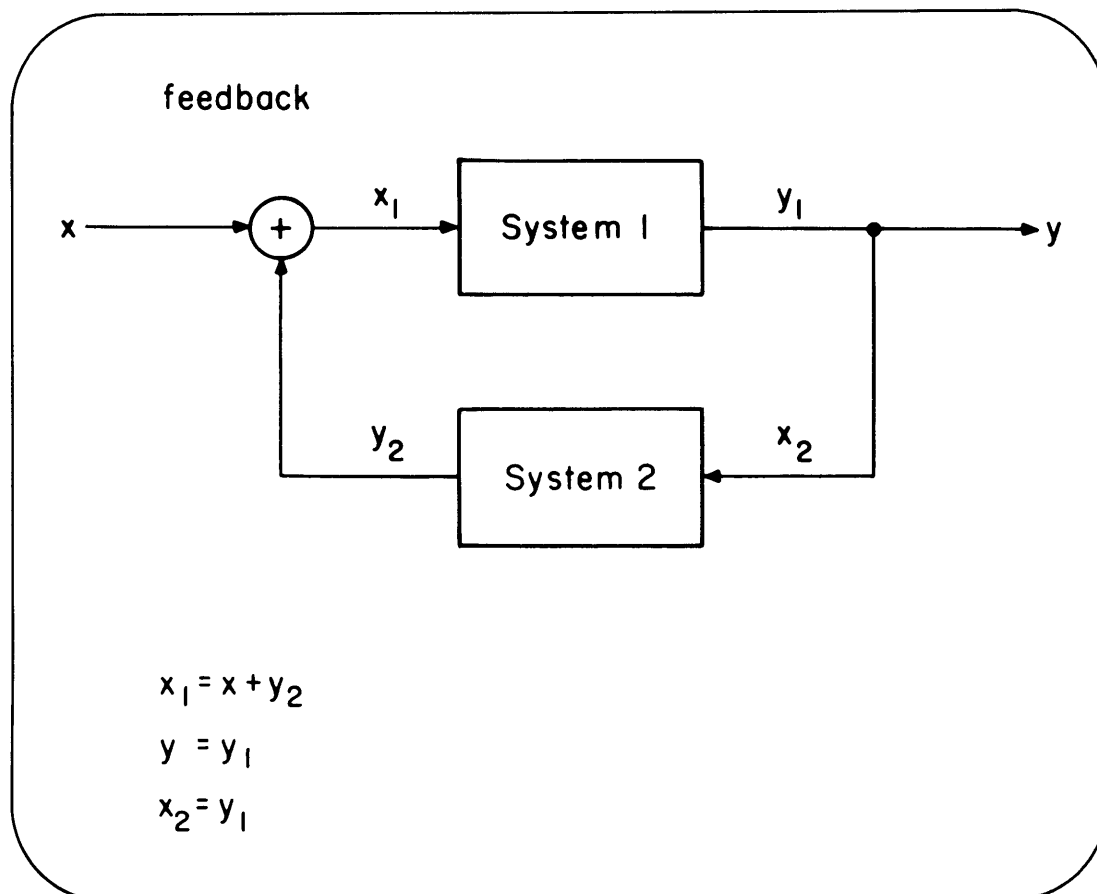 feedback
x + x₁ System 1 y₁ y
y₂ System 2 x₂
x₁ = x + y₂
y = y₁
x₂ = y₁